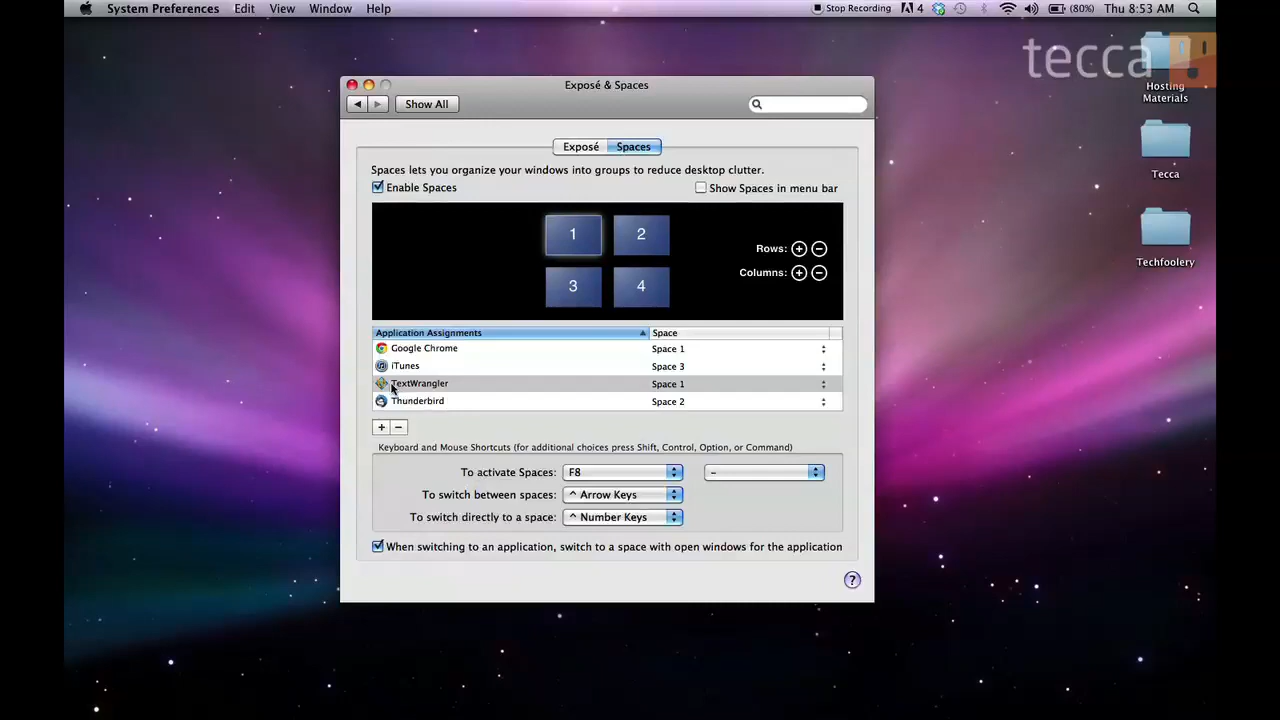 System Preferences Edit View Window Help Stop Recording 4 (80%) Thu 8:53 AM
tecca
Hosting
Materials
Tecca
Techfoolery
Exposé & Spaces
Show All
Exposé Spaces
Spaces lets you organize your windows into groups to reduce desktop clutter.
Enable Spaces Show Spaces in menu bar
1 2
Rows:
Columns:
3 4
Application Assignments Space
Google Chrome Space 1
iTunes Space 3
TextWrangler Space 1
Thunderbird Space 2
+ −
Keyboard and Mouse Shortcuts (for additional choices press Shift, Control, Option, or Command)
To activate Spaces: F8 –
To switch between spaces: ^ Arrow Keys
To switch directly to a space: ^ Number Keys
When switching to an application, switch to a space with open windows for the application
?